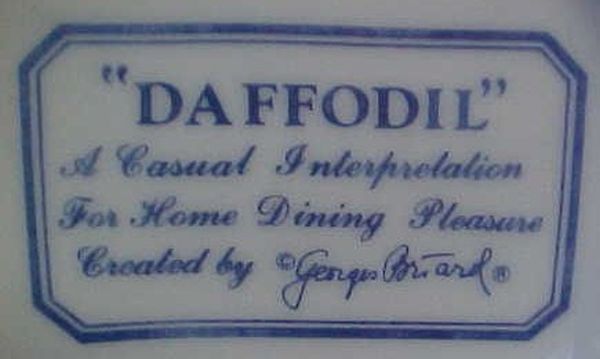 "DAFFODIL"
A Casual Interpretation
For Home Dining Pleasure
Created by ©Georges Briard®